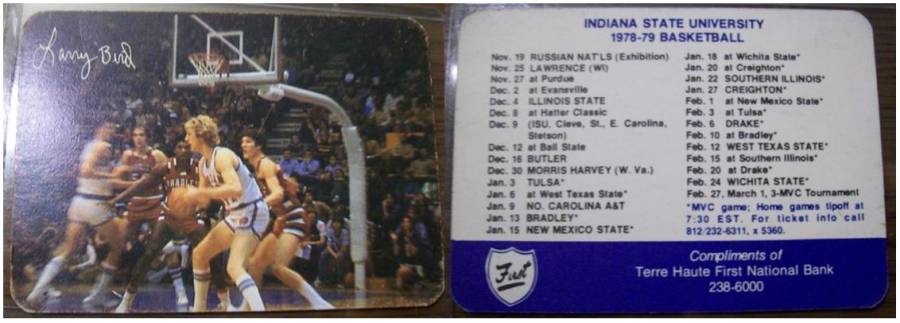 Larry Bird
BRADLEY
INDIANA STATE UNIVERSITY
1978-79 BASKETBALL
Nov. 19 RUSSIAN NAT'LS (Exhibition)
Nov. 25 LAWRENCE (WI)
Nov. 27 at Purdue
Dec. 2 at Evansville
Dec. 4 ILLINOIS STATE
Dec. 8 at Hatter Classic
Dec. 9 (ISU, Cleve. St., E. Carolina,
Stetson)
Dec. 12 at Ball State
Dec. 16 BUTLER
Dec. 30 MORRIS HARVEY (W. Va.)
Jan. 3 TULSA*
Jan. 6 at West Texas State*
Jan. 9 NO. CAROLINA A&T
Jan. 13 BRADLEY*
Jan. 15 NEW MEXICO STATE*
Jan. 18 at Wichita State*
Jan. 20 at Creighton*
Jan. 22 SOUTHERN ILLINOIS*
Jan. 27 CREIGHTON*
Feb. 1 at New Mexico State*
Feb. 3 at Tulsa*
Feb. 6 DRAKE*
Feb. 10 at Bradley*
Feb. 12 WEST TEXAS STATE*
Feb. 15 at Southern Illinois*
Feb. 20 at Drake*
Feb. 24 WICHITA STATE*
Feb. 27, March 1, 3-MVC Tournament
*MVC game; Home games tipoff at
7:30 EST. For ticket info call
812/232-6311, x 5360.
First
Compliments of
Terre Haute First National Bank
238-6000